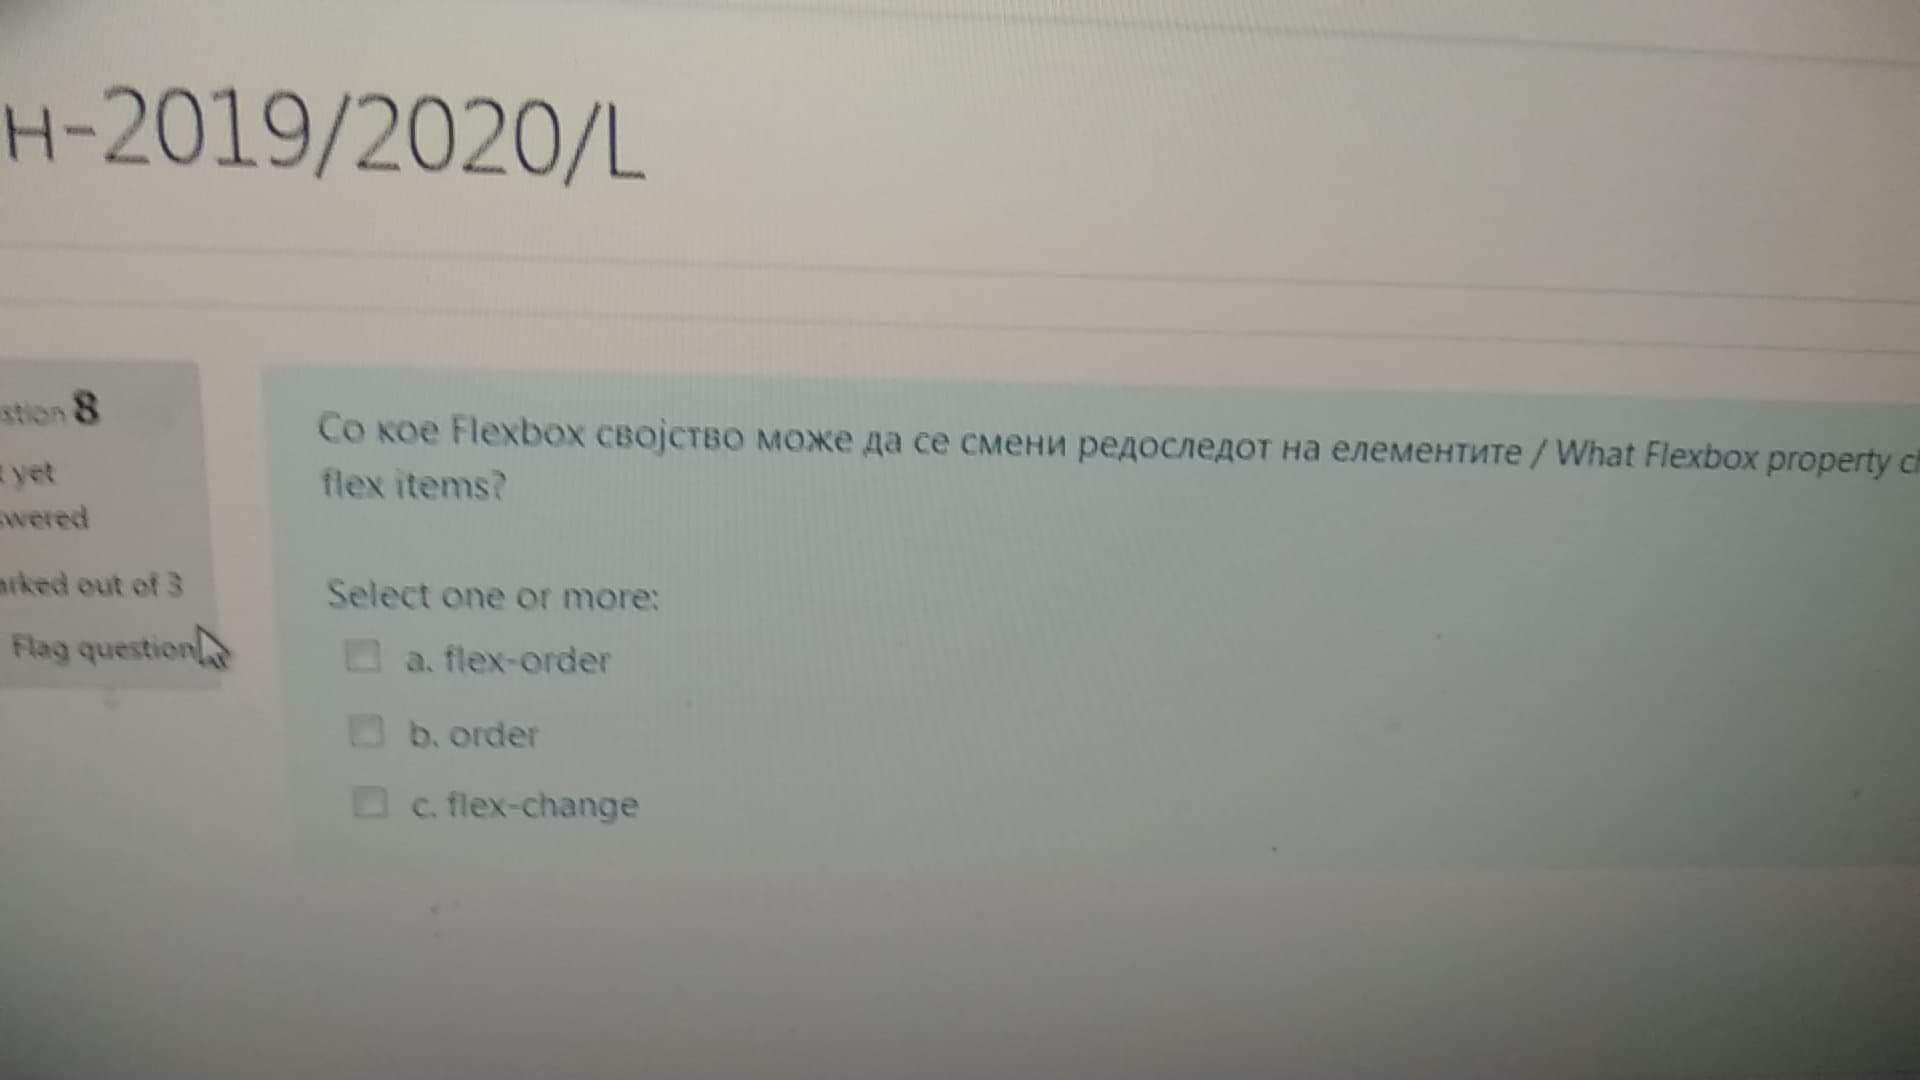 н-2019/2020/L
stion 8
t yet
swered
arked out of 3
Flag question
Со кое Flexbox својство може да се смени редоследот на елементите / What Flexbox property ch
flex items?
Select one or more:
a. flex-order
b. order
c. flex-change